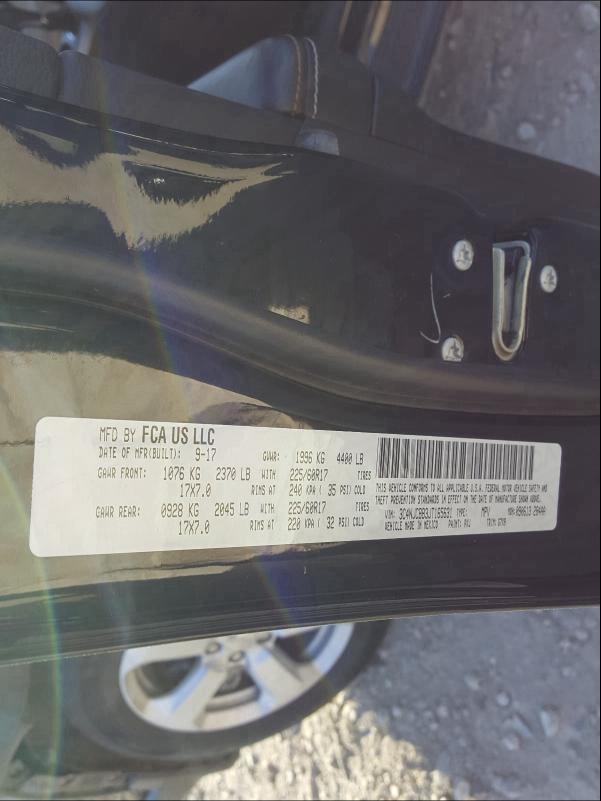 MFD BY FCA US LLC
DATE OF MFR(BUILT): 9-17 GVWR: 1996 KG 4400 LB
GAWR FRONT: 1076 KG 2370 LB WITH 225/60R17 TIRES
17X7.0 RIMS AT 240 KPA ( 35 PSI) COLD
GAWR REAR: 0928 KG 2045 LB WITH 225/60R17 TIRES
17X7.0 RIMS AT 220 KPA ( 32 PSI) COLD
THIS VEHICLE CONFORMS TO ALL APPLICABLE U.S.A. FEDERAL MOTOR VEHICLE SAFETY AND
THEFT PREVENTION STANDARDS IN EFFECT ON THE DATE OF MANUFACTURE SHOWN ABOVE.
VIN: TYPE: MPV MDH:
VEHICLE MADE IN MEXICO PAINT: TRIM: